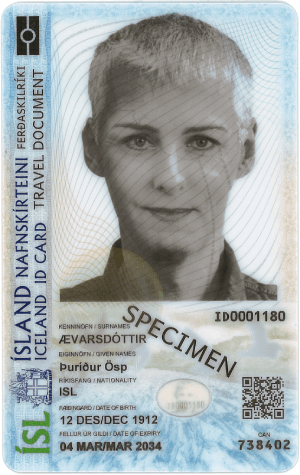 ÍSLAND NAFNSKÍRTEINI FERÐASKILRÍKI
ICELAND ID CARD TRAVEL DOCUMENT
ÍSL
SPECIMEN
ID0001180
KENNINÖFN / SURNAMES
ÆVARSDÓTTIR
EIGINNÖFN / GIVEN NAMES
Þuríður Ösp
RÍKISFANG / NATIONALITY
ISL
FÆÐINGARD / DATE OF BIRTH
12 DES/DEC 1912
FELLUR ÚR GILDI / DATE OF EXPIRY
04 MAR/MAR 2034
ID0001180
CAN
738402